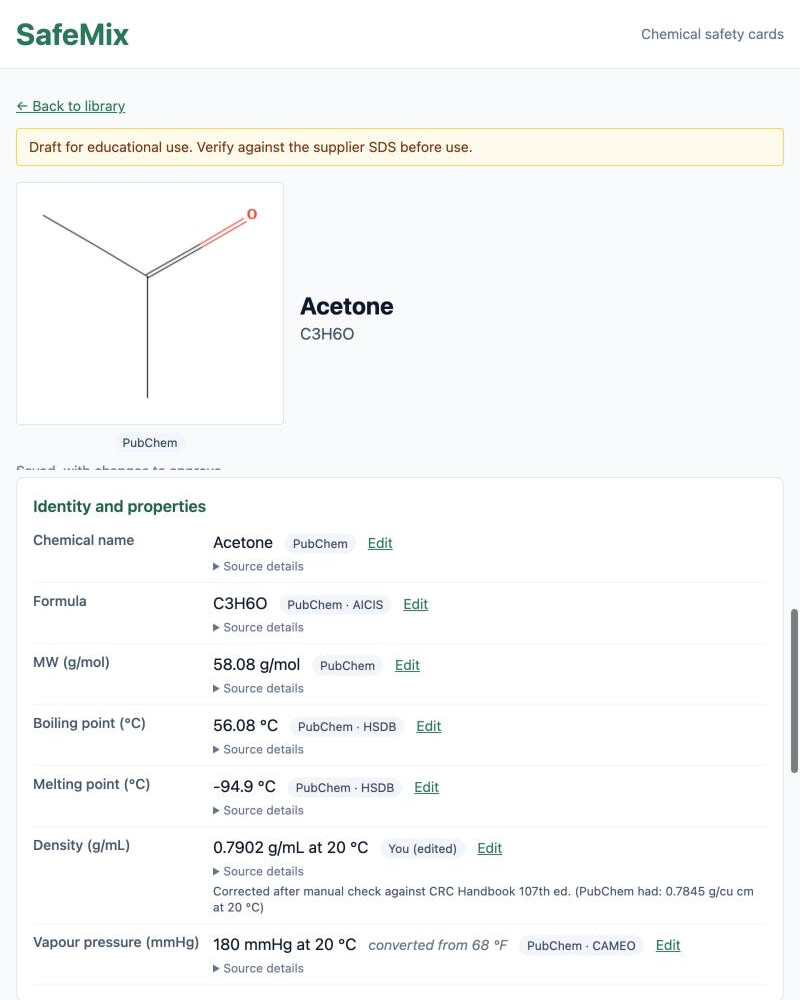 SafeMix
Chemical safety cards
← Back to library
Draft for educational use. Verify against the supplier SDS before use.
O
Acetone
C3H6O
PubChem
Saved, with changes to approve
Identity and properties
Chemical name
Acetone PubChem Edit
▶ Source details
Formula
C3H6O PubChem · AICIS Edit
▶ Source details
MW (g/mol)
58.08 g/mol PubChem Edit
▶ Source details
Boiling point (°C)
56.08 °C PubChem · HSDB Edit
▶ Source details
Melting point (°C)
-94.9 °C PubChem · HSDB Edit
▶ Source details
Density (g/mL)
0.7902 g/mL at 20 °C You (edited) Edit
▶ Source details
Corrected after manual check against CRC Handbook 107th ed. (PubChem had: 0.7845 g/cu cm
at 20 °C)
Vapour pressure (mmHg)
180 mmHg at 20 °C converted from 68 °F PubChem · CAMEO Edit
▶ Source details